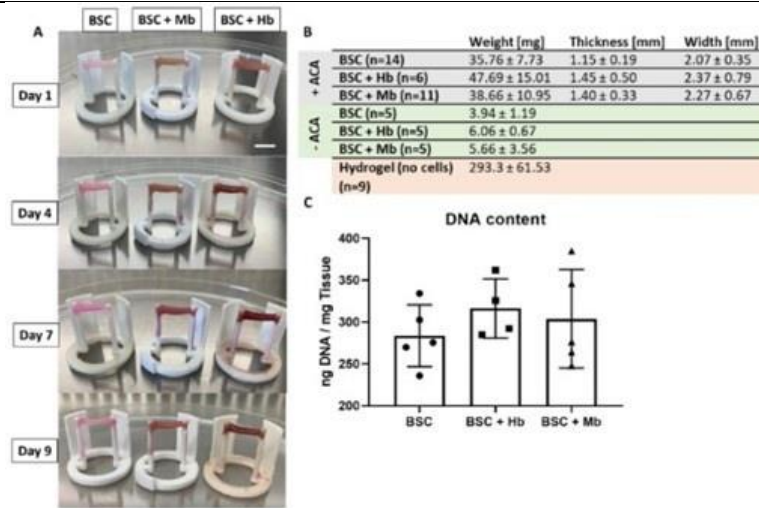 A
BSC
BSC + Mb
BSC + Hb
Day 1
Day 4
Day 7
Day 9
B
Weight [mg] Thickness [mm] Width [mm]
+ ACA
BSC (n=14) 35.76 ± 7.73 1.15 ± 0.19 2.07 ± 0.35
BSC + Hb (n=6) 47.69 ± 15.01 1.45 ± 0.50 2.37 ± 0.79
BSC + Mb (n=11) 38.66 ± 10.95 1.40 ± 0.33 2.27 ± 0.67
- ACA
BSC (n=5) 3.94 ± 1.19
BSC + Hb (n=5) 6.06 ± 0.67
BSC + Mb (n=5) 5.66 ± 3.56
Hydrogel (no cells) 293.3 ± 61.53
(n=9)
C
DNA content
ng DNA / mg Tissue
400
350
300
250
200
BSC BSC + Hb BSC + Mb